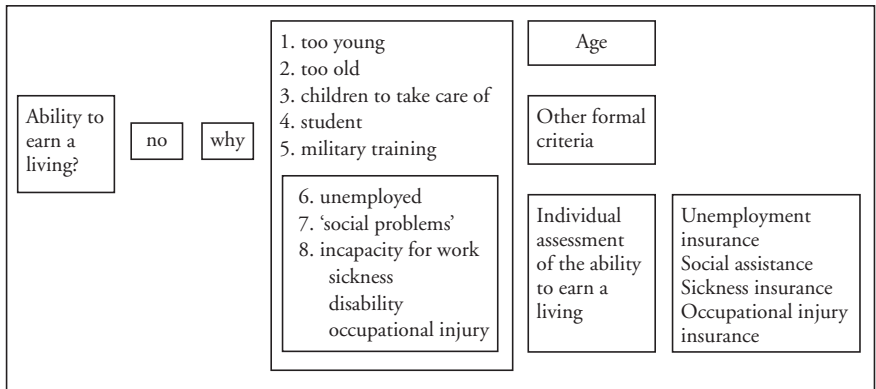 Ability to
earn a
living?
no
why
1. too young
2. too old
3. children to take care of
4. student
5. military training
6. unemployed
7. ‘social problems’
8. incapacity for work
sickness
disability
occupational injury
Age
Other formal
criteria
Individual
assessment
of the ability
to earn a
living
Unemployment
insurance
Social assistance
Sickness insurance
Occupational injury
insurance